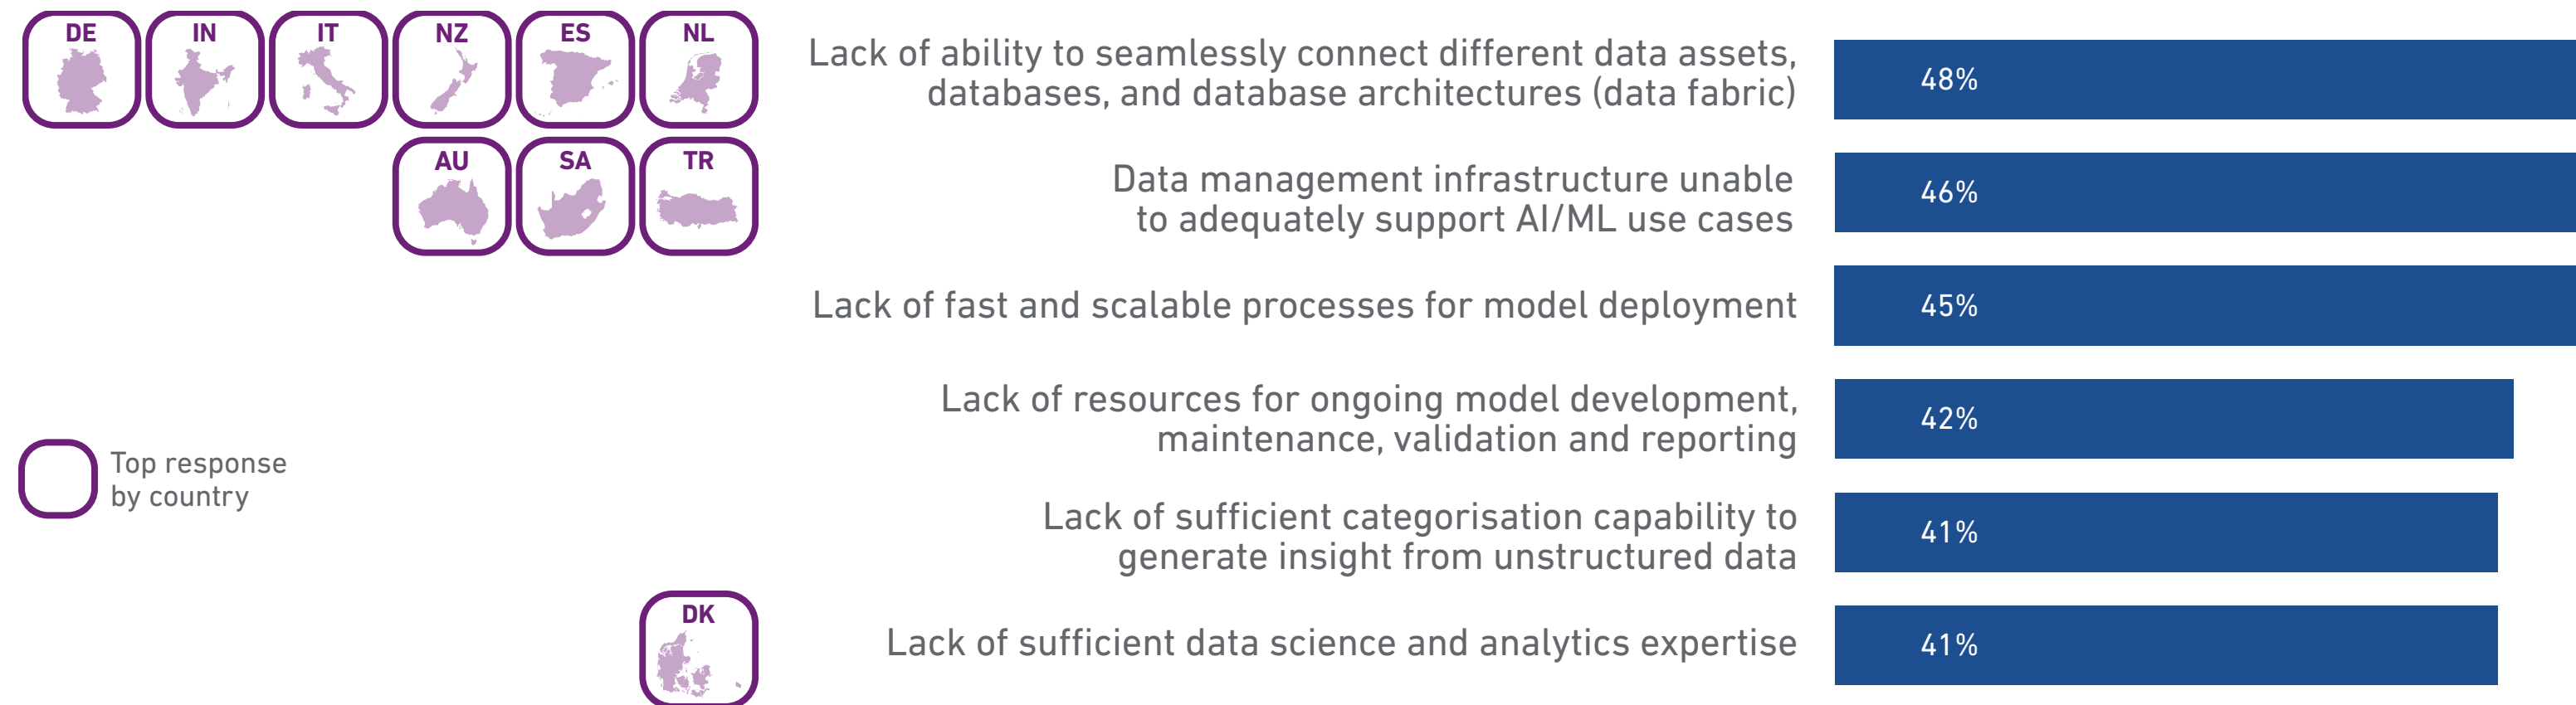 DE IN IT NZ ES NL
Lack of ability to seamlessly connect different data assets,
databases, and database architectures (data fabric)
48%
AU SA TR
Data management infrastructure unable
to adequately support AI/ML use cases
46%
Lack of fast and scalable processes for model deployment
45%
Lack of resources for ongoing model development,
maintenance, validation and reporting
42%
Top response
by country
Lack of sufficient categorisation capability to
generate insight from unstructured data
41%
DK
Lack of sufficient data science and analytics expertise
41%